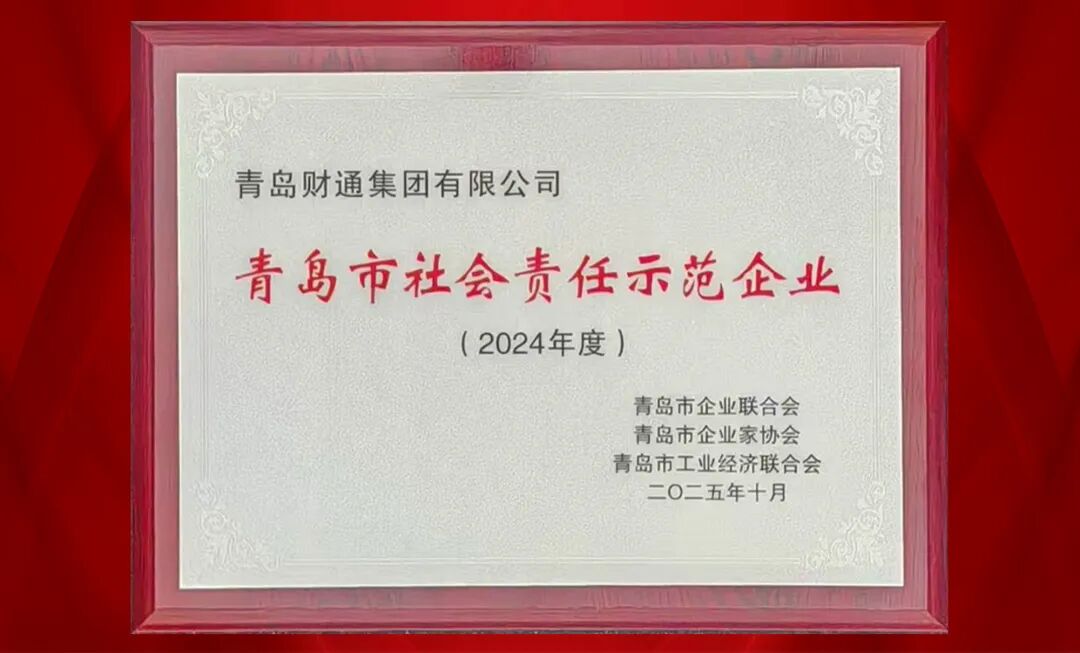 青岛财通集团有限公司
青岛市社会责任示范企业
（2024年度）
青岛市企业联合会
青岛市企业家协会
青岛市工业经济联合会
二〇二五年十月